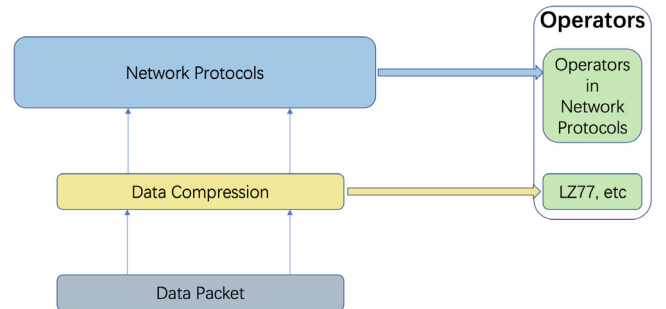 Operators
Network Protocols
Operators
in
Network
Protocols
Data Compression
LZ77, etc
Data Packet